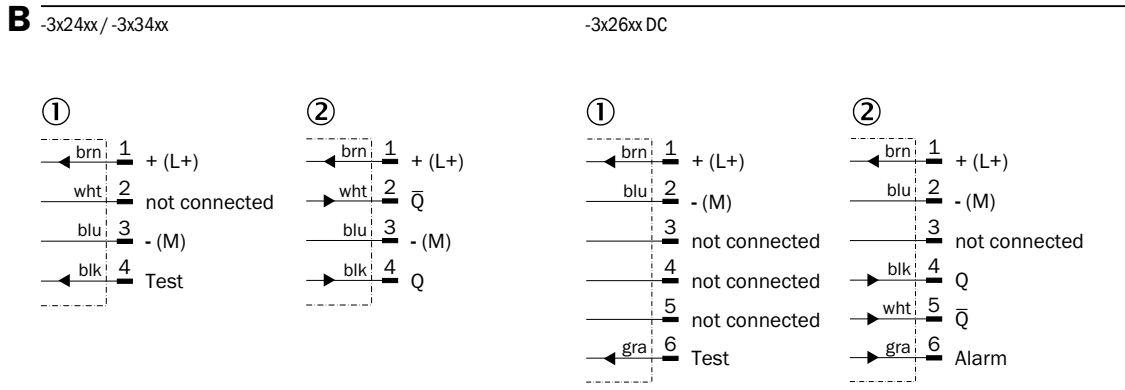 B -3x24xx / -3x34xx -3x26xx DC
① ② ① ②
brn 1 + (L+)
wht 2 not connected
blu 3 - (M)
blk 4 Test
brn 1 + (L+)
wht 2 Q̅
blu 3 - (M)
blk 4 Q
brn 1 + (L+)
blu 2 - (M)
3 not connected
4 not connected
5 not connected
gra 6 Test
brn 1 + (L+)
blu 2 - (M)
3 not connected
blk 4 Q
wht 5 Q̅
gra 6 Alarm